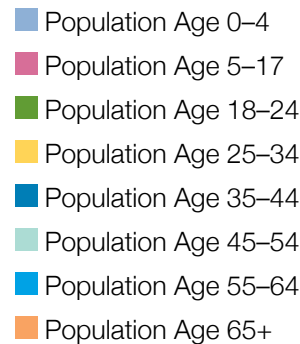 Population Age 0–4
Population Age 5–17
Population Age 18–24
Population Age 25–34
Population Age 35–44
Population Age 45–54
Population Age 55–64
Population Age 65+